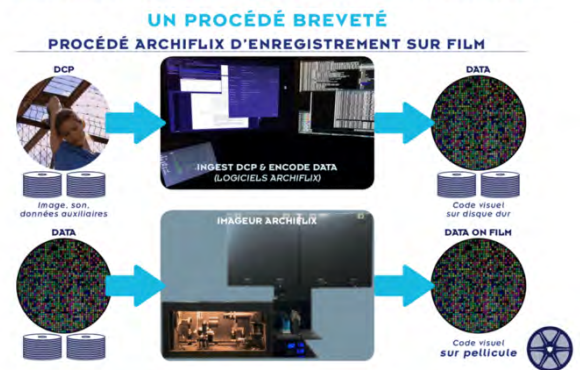 UN PROCÉDÉ BREVETÉ
PROCÉDÉ ARCHIFLIX D'ENREGISTREMENT SUR FILM
DCP
DATA
INGEST DCP & ENCODE DATA
(LOGICIELS ARCHIFLIX)
Image, son,
données auxiliaires
Code visuel
sur disque dur
DATA
IMAGEUR ARCHIFLIX
DATA ON FILM
Code visuel
sur pellicule